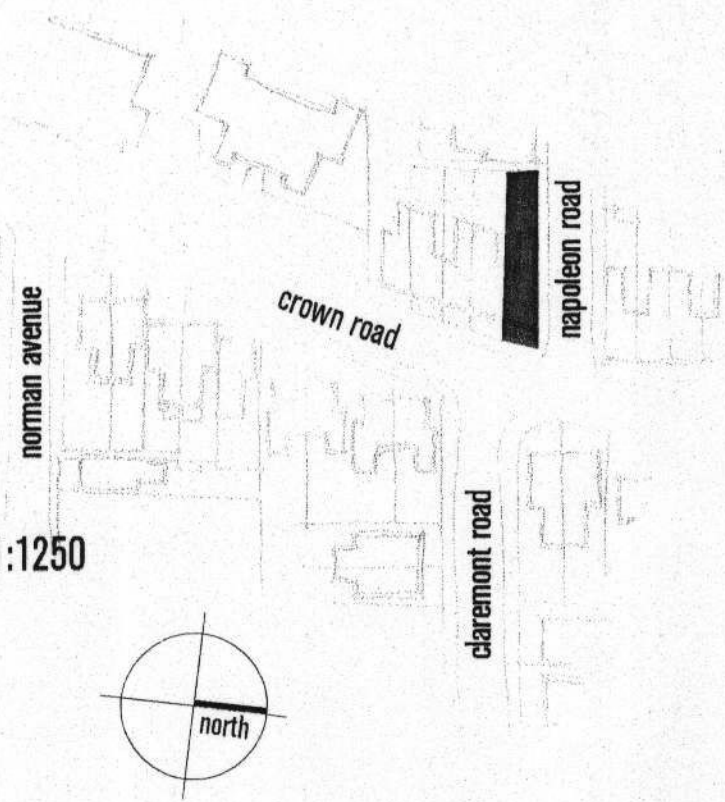 napoleon road
crown road
norman avenue
claremont road
:1250
north